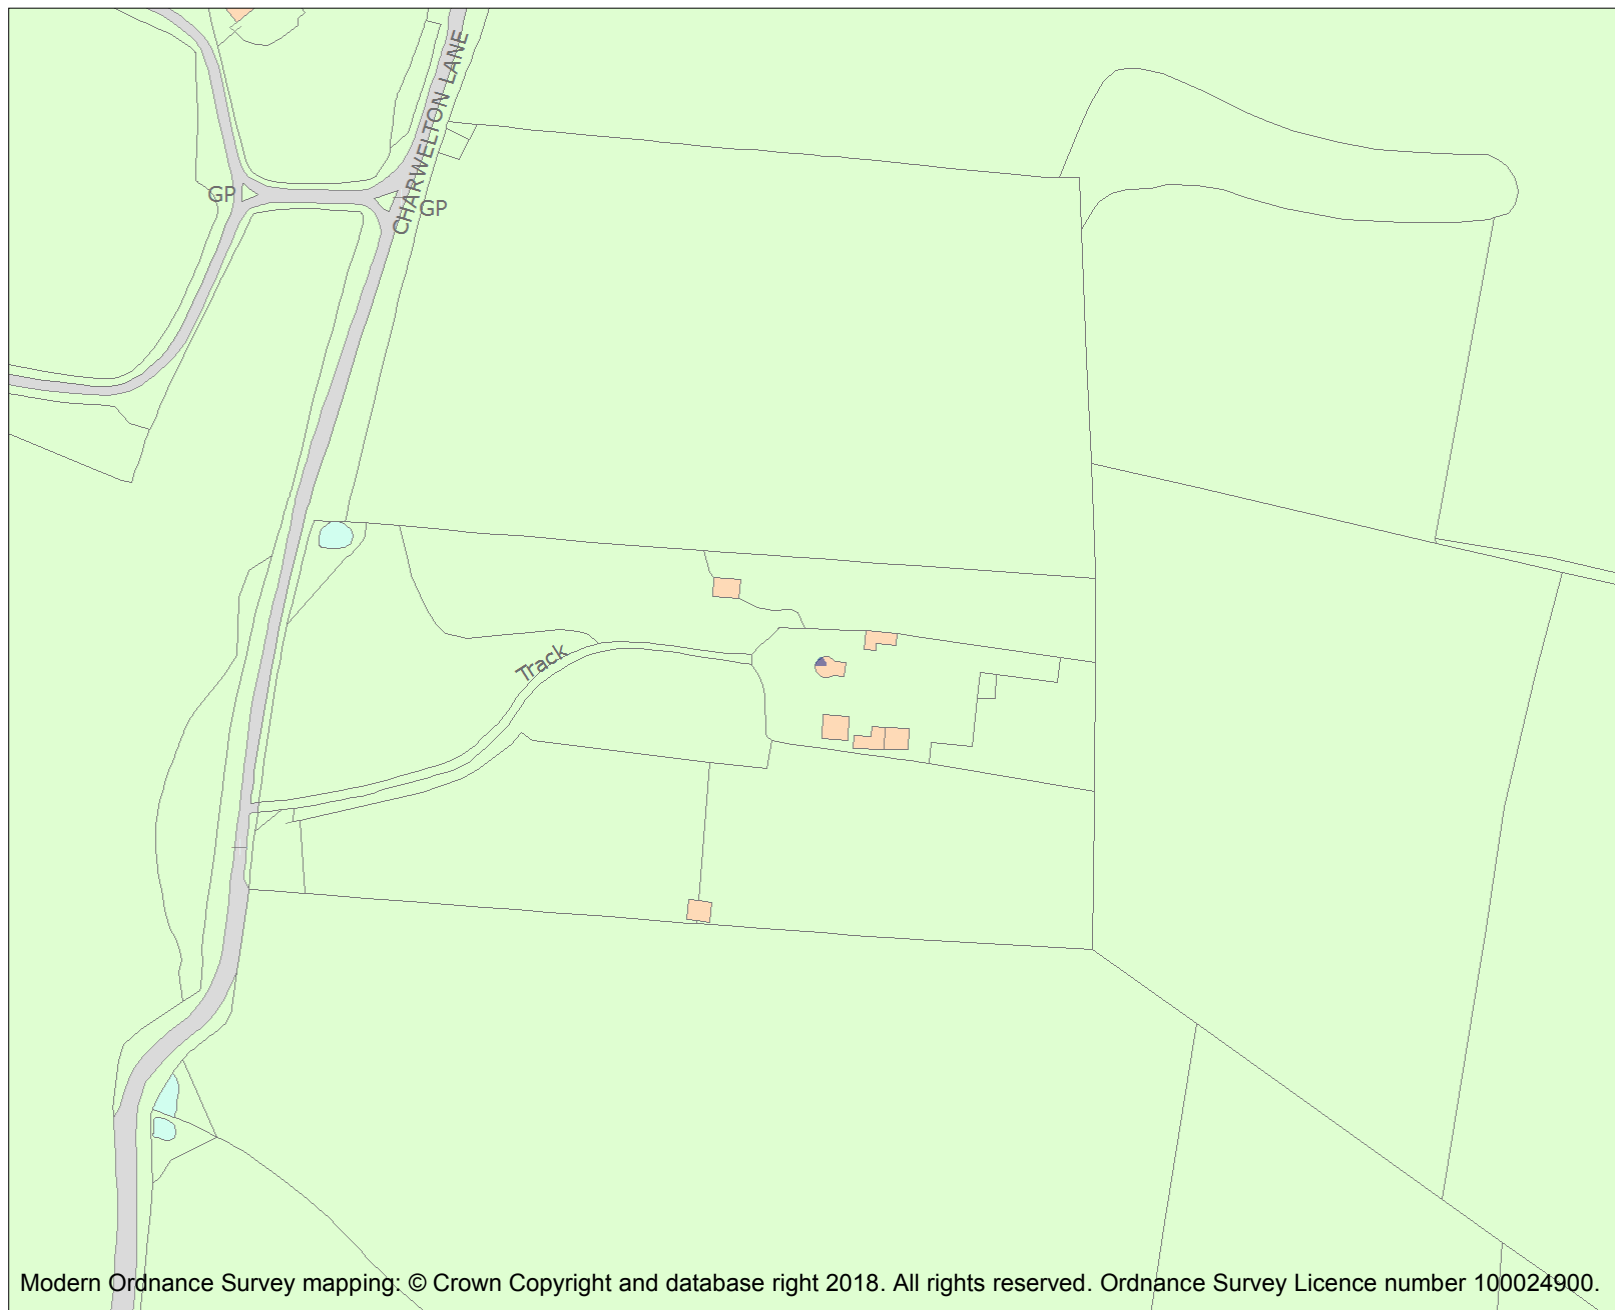 CHARWELTON LANE
GP
GP
Track
Modern Ordnance Survey mapping: © Crown Copyright and database right 2018. All rights reserved. Ordnance Survey Licence number 100024900.